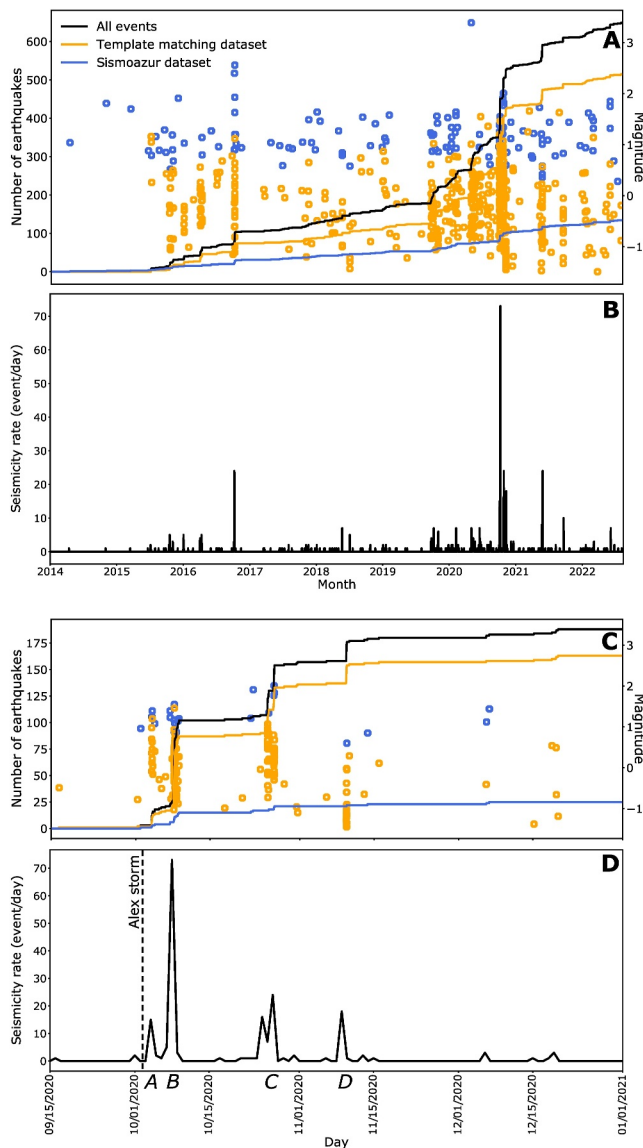 All events
Template matching dataset
Sismoazur dataset
A
Number of earthquakes
600
500
400
300
200
100
0
Magnitude
3
2
1
0
−1
B
Seismicity rate (event/day)
70
60
50
40
30
20
10
0
2014 2015 2016 2017 2018 2019 2020 2021 2022
Month
C
Number of earthquakes
175
150
125
100
75
50
25
0
Magnitude
3
2
1
0
−1
D
Seismicity rate (event/day)
70
60
50
40
30
20
10
0
Alex storm
A B C D
09/15/2020 10/01/2020 10/15/2020 11/01/2020 11/15/2020 12/01/2020 12/15/2020 01/01/2021
Day